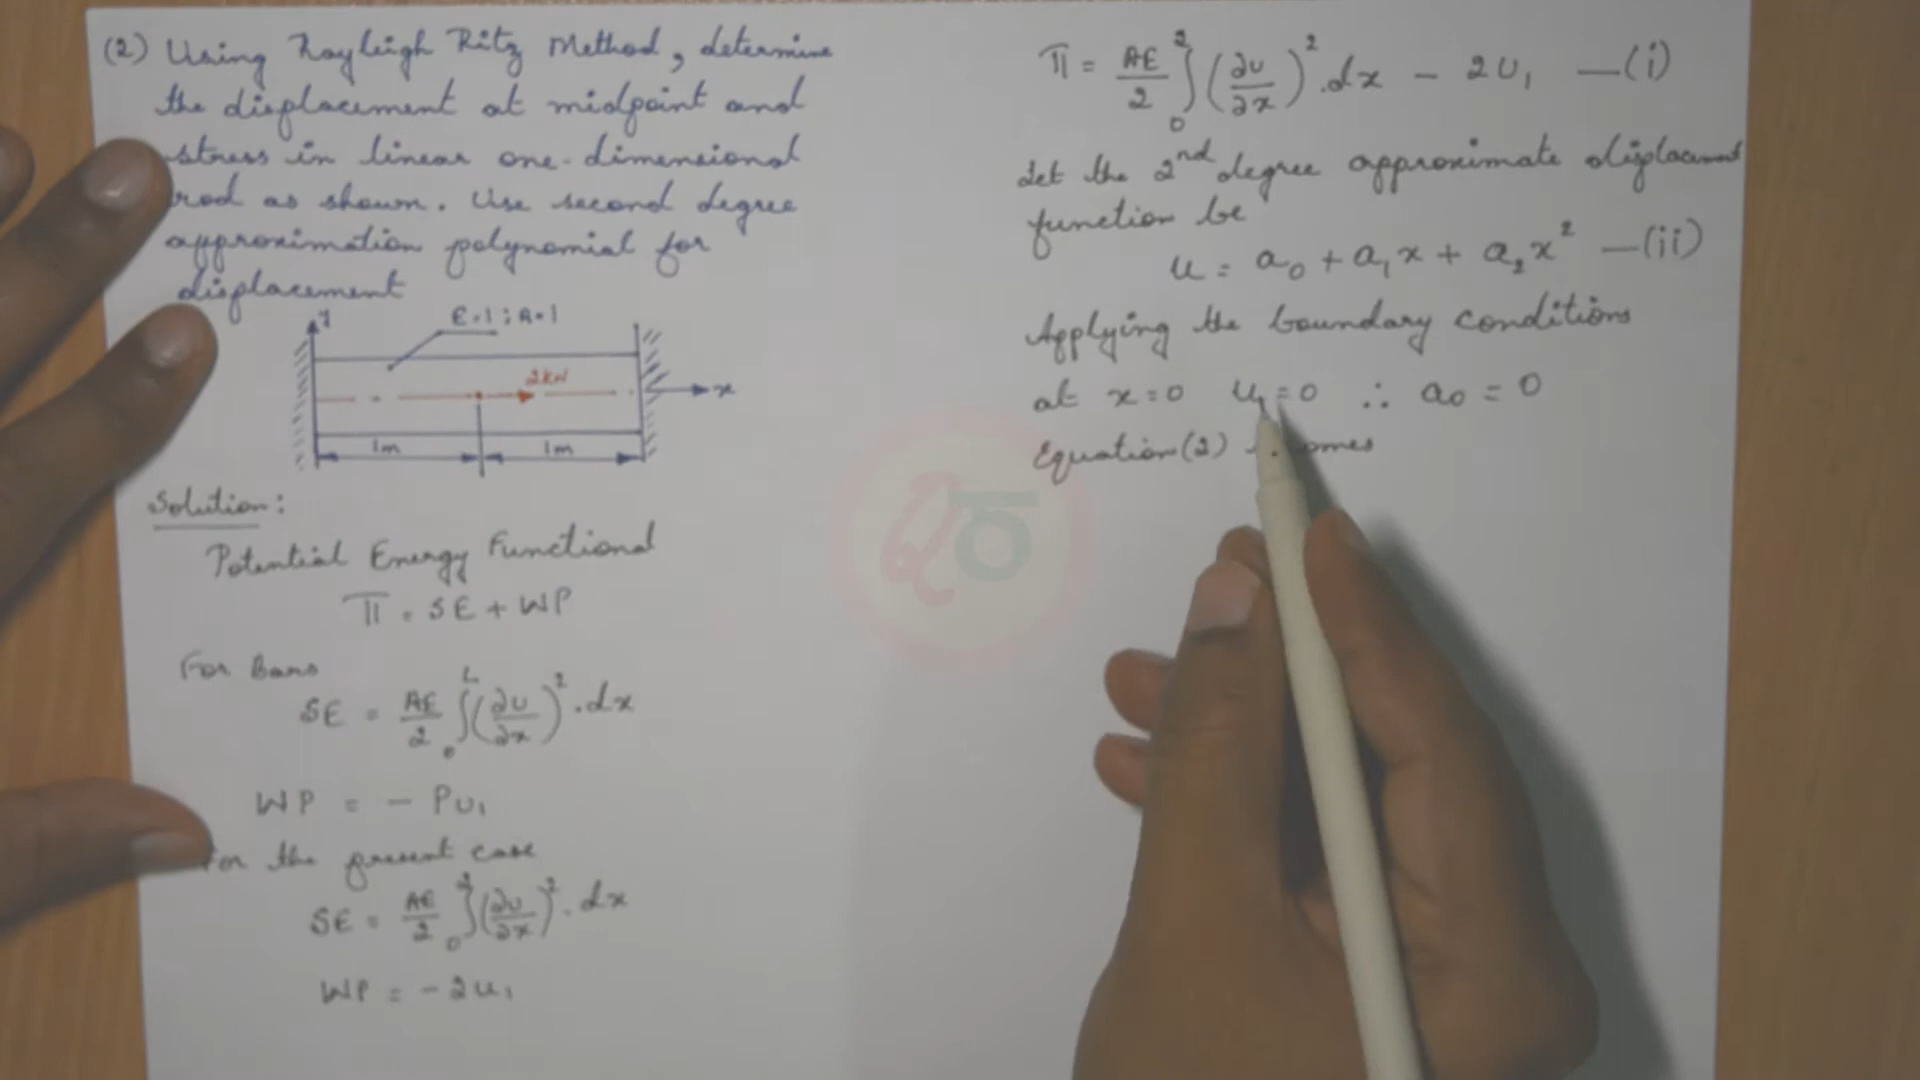 (2) Using Rayleigh Ritz Method, determine
the displacement at midpoint and
stress in linear one-dimensional
rod as shown. Use second degree
approximation polynomial for
displacement
y
E=1 ; A=1
2kN
x
1m
1m
Solution:
Potential Energy Functional
π = SE + WP
For Bars
SE = AE/2 ∫₀ᴸ (∂u/∂x)² . dx
WP = - Pu₁
For the present case
SE = AE/2 ∫₀² (∂u/∂x)² . dx
WP = - 2u₁
π = AE/2 ∫₀² (∂u/∂x)² . dx - 2u₁ —(i)
Let the 2nd degree approximate displacement
function be
u = a₀ + a₁x + a₂x² —(ii)
Applying the boundary conditions
at x=0 u₁=0 ∴ a₀ = 0
Equation(2)